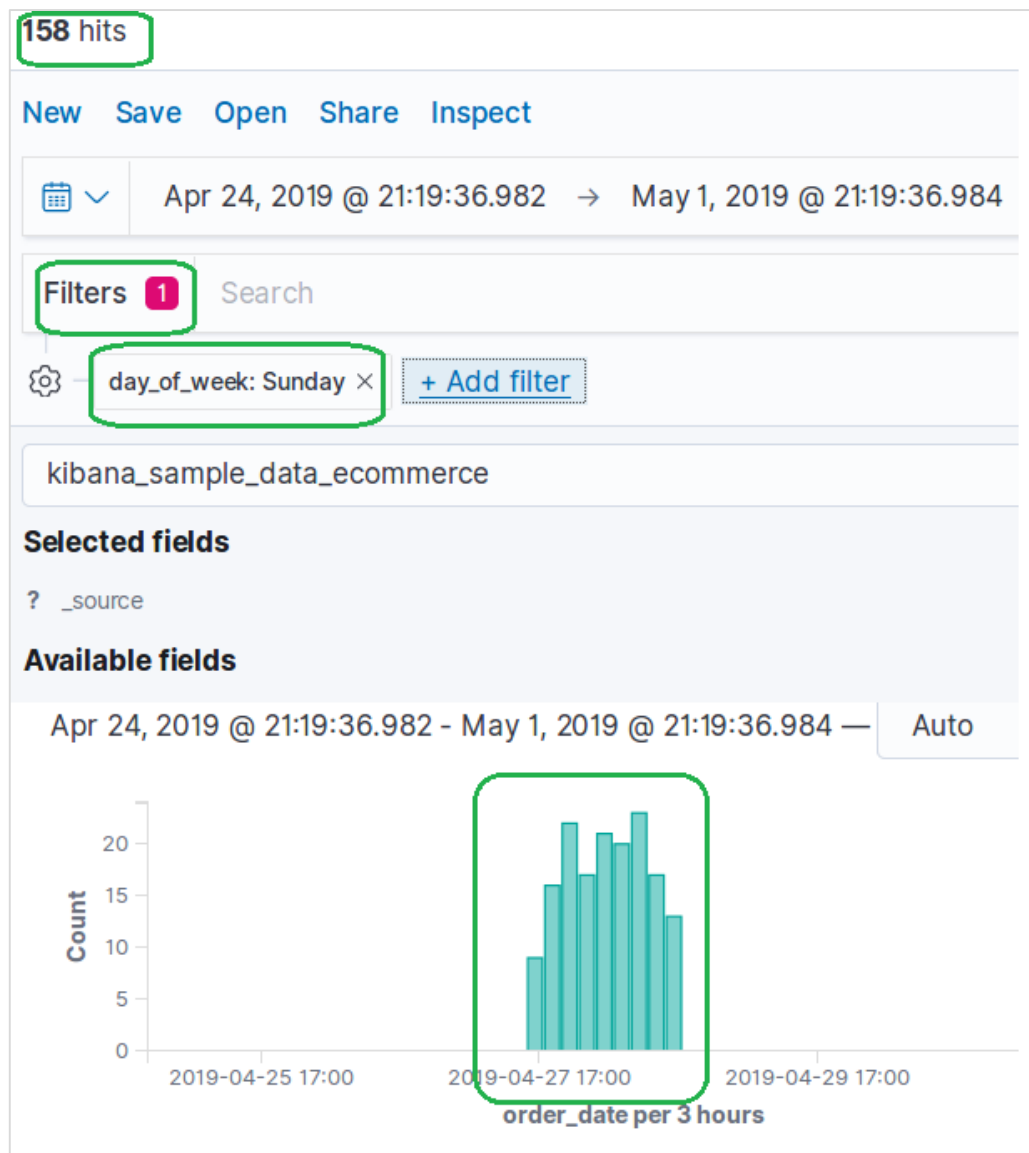 158 hits
New Save Open Share Inspect
Apr 24, 2019 @ 21:19:36.982 → May 1, 2019 @ 21:19:36.984
Filters 1 Search
day_of_week: Sunday × + Add filter
kibana_sample_data_ecommerce
Selected fields
? _source
Available fields
Apr 24, 2019 @ 21:19:36.982 - May 1, 2019 @ 21:19:36.984 — Auto
Count
20
15
10
5
0
2019-04-25 17:00 2019-04-27 17:00 2019-04-29 17:00
order_date per 3 hours